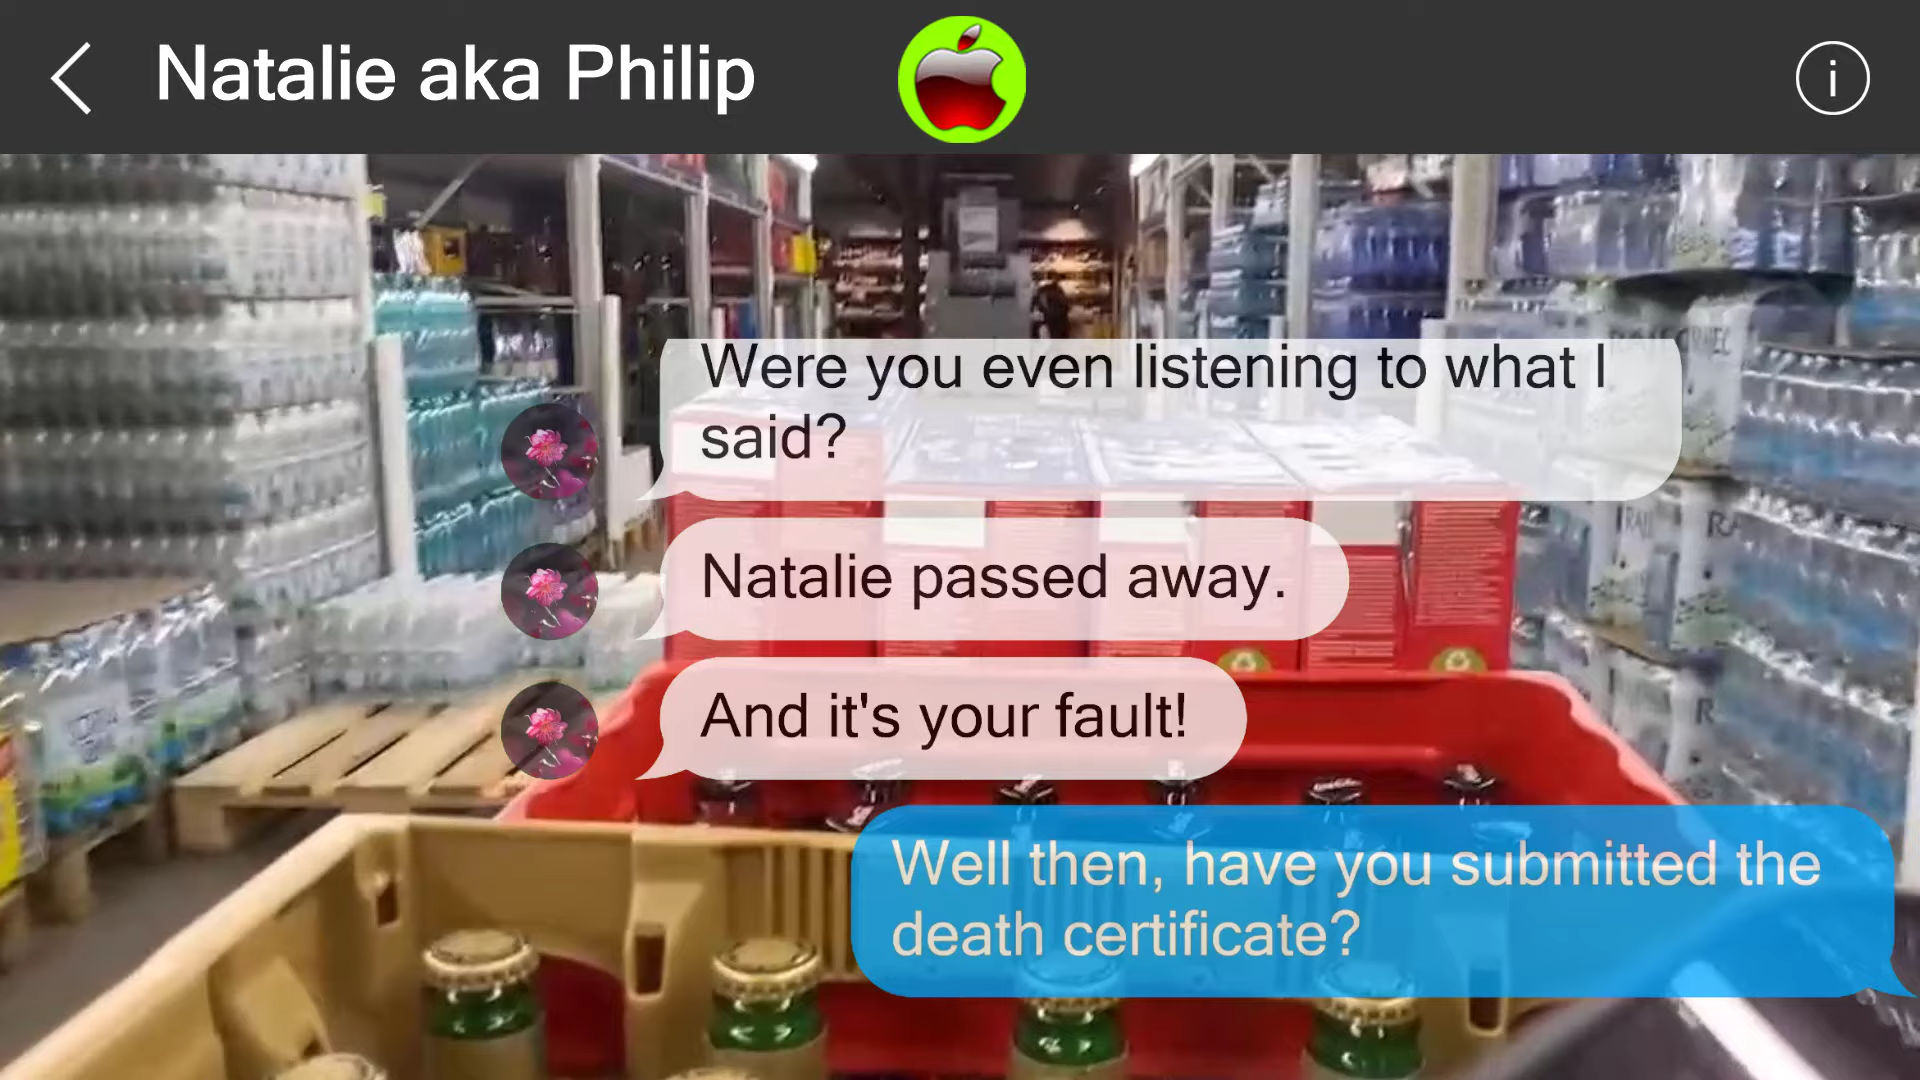 Natalie aka Philip
Were you even listening to what I
said?
Natalie passed away.
And it's your fault!
Well then, have you submitted the
death certificate?